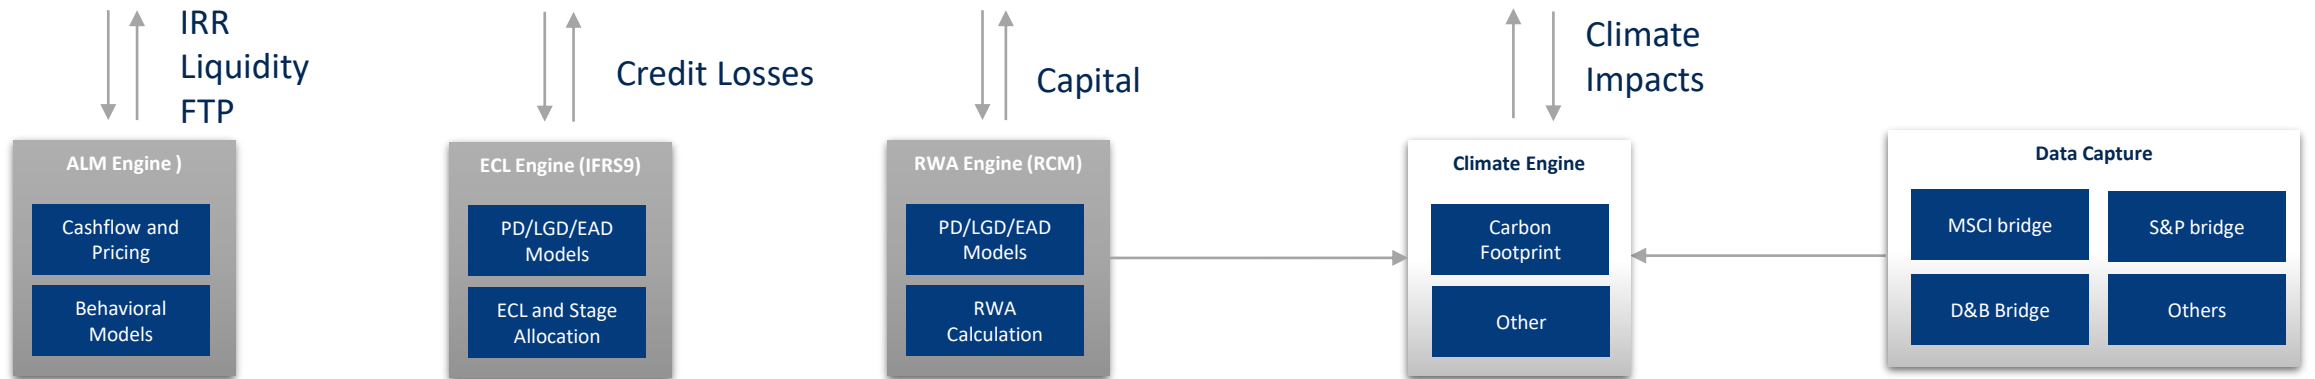 IRR
Liquidity
FTP
Credit Losses
Capital
Climate
Impacts
ALM Engine )
Cashflow and
Pricing
Behavioral
Models
ECL Engine (IFRS9)
PD/LGD/EAD
Models
ECL and Stage
Allocation
RWA Engine (RCM)
PD/LGD/EAD
Models
RWA
Calculation
Climate Engine
Carbon
Footprint
Other
Data Capture
MSCI bridge
S&P bridge
D&B Bridge
Others